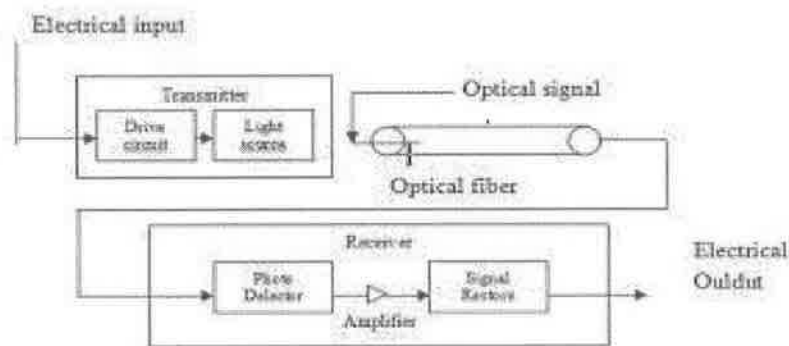 Electrical input
Transmitter
Drive
circuit
Light
source
Optical signal
Optical fiber
Receiver
Photo
Detector
Amplifier
Signal
Restore
Electrical
Ouldut